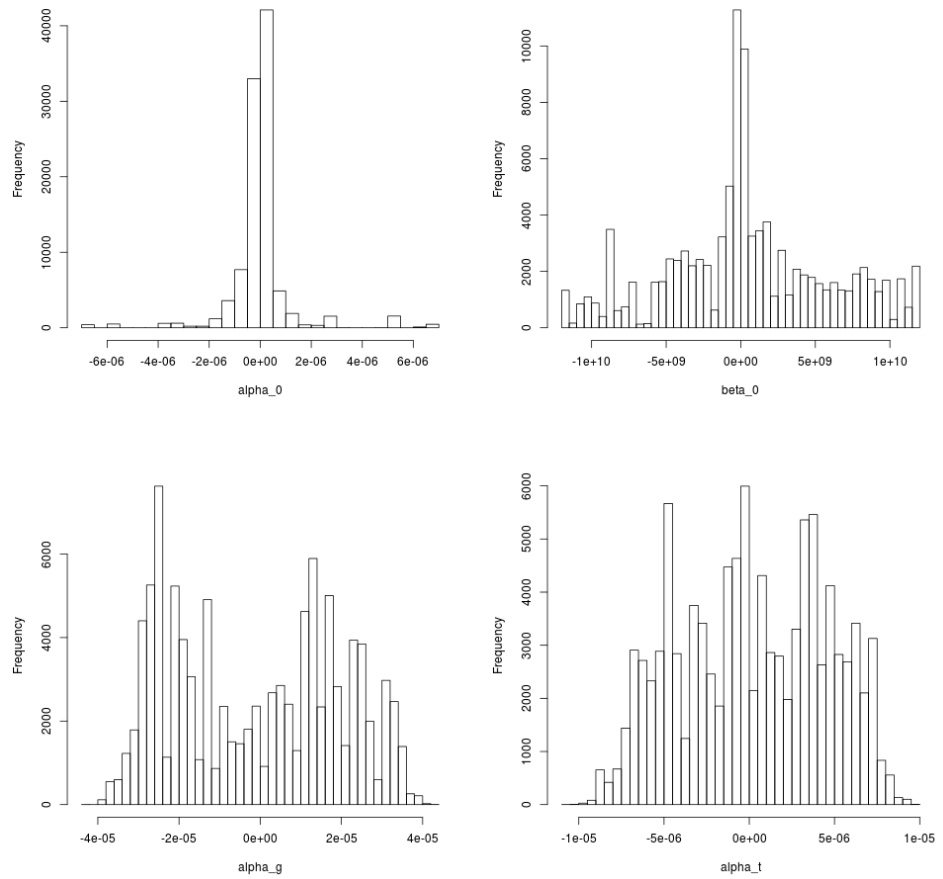 Frequency
0 10000 20000 30000 40000
-6e-06 -4e-06 -2e-06 0e+00 2e-06 4e-06 6e-06
alpha_0
Frequency
0 2000 4000 6000 8000 10000
-1e+10 -5e+09 0e+00 5e+09 1e+10
beta_0
Frequency
0 2000 4000 6000
-4e-05 -2e-05 0e+00 2e-05 4e-05
alpha_g
Frequency
0 1000 2000 3000 4000 5000 6000
-1e-05 -5e-06 0e+00 5e-06 1e-05
alpha_t